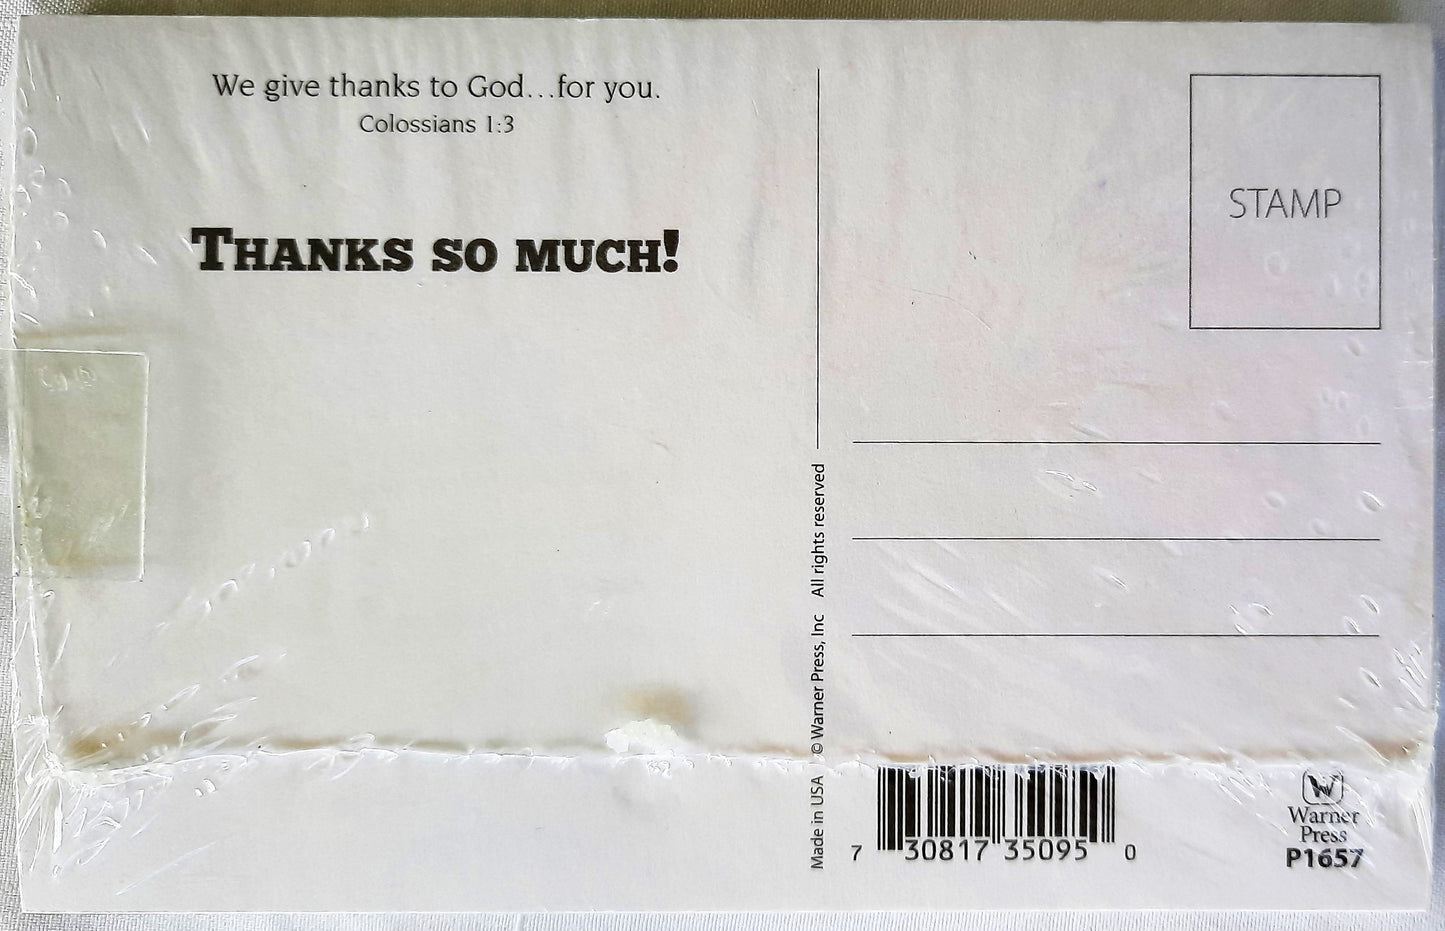 We give thanks to God...for you.
Colossians 1:3
THANKS SO MUCH!
STAMP
Made in USA © Warner Press, Inc All rights reserved
7 30817 35095 0
W
Warner
Press
P1657